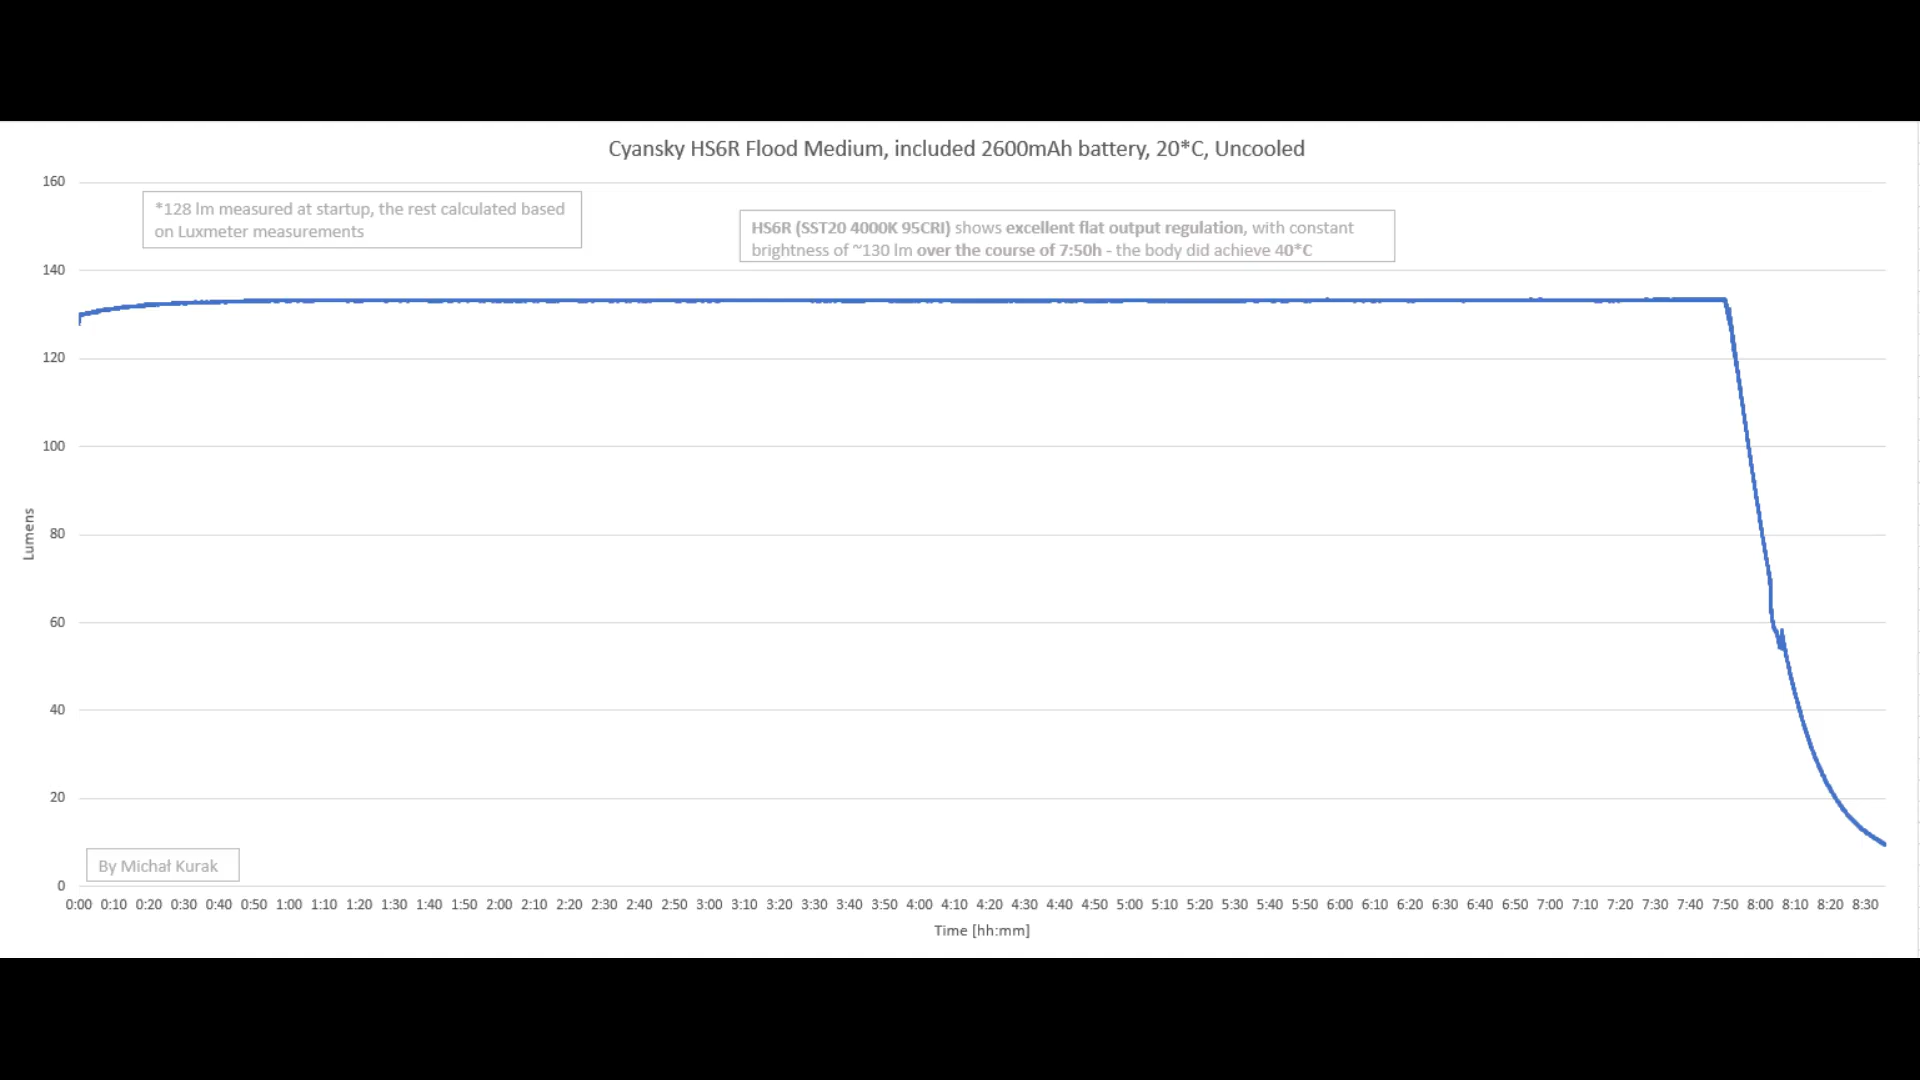 Cyansky HS6R Flood Medium, included 2600mAh battery, 20*C, Uncooled
160
*128 lm measured at startup, the rest calculated based
on Luxmeter measurements
HS6R (SST20 4000K 95CRI) shows excellent flat output regulation, with constant
brightness of ~130 lm over the course of 7:50h - the body did achieve 40*C
140
120
100
80
Lumens
60
40
20
By Michał Kurak
0
0:00 0:10 0:20 0:30 0:40 0:50 1:00 1:10 1:20 1:30 1:40 1:50 2:00 2:10 2:20 2:30 2:40 2:50 3:00 3:10 3:20 3:30 3:40 3:50 4:00 4:10 4:20 4:30 4:40 4:50 5:00 5:10 5:20 5:30 5:40 5:50 6:00 6:10 6:20 6:30 6:40 6:50 7:00 7:10 7:20 7:30 7:40 7:50 8:00 8:10 8:20 8:30
Time [hh:mm]